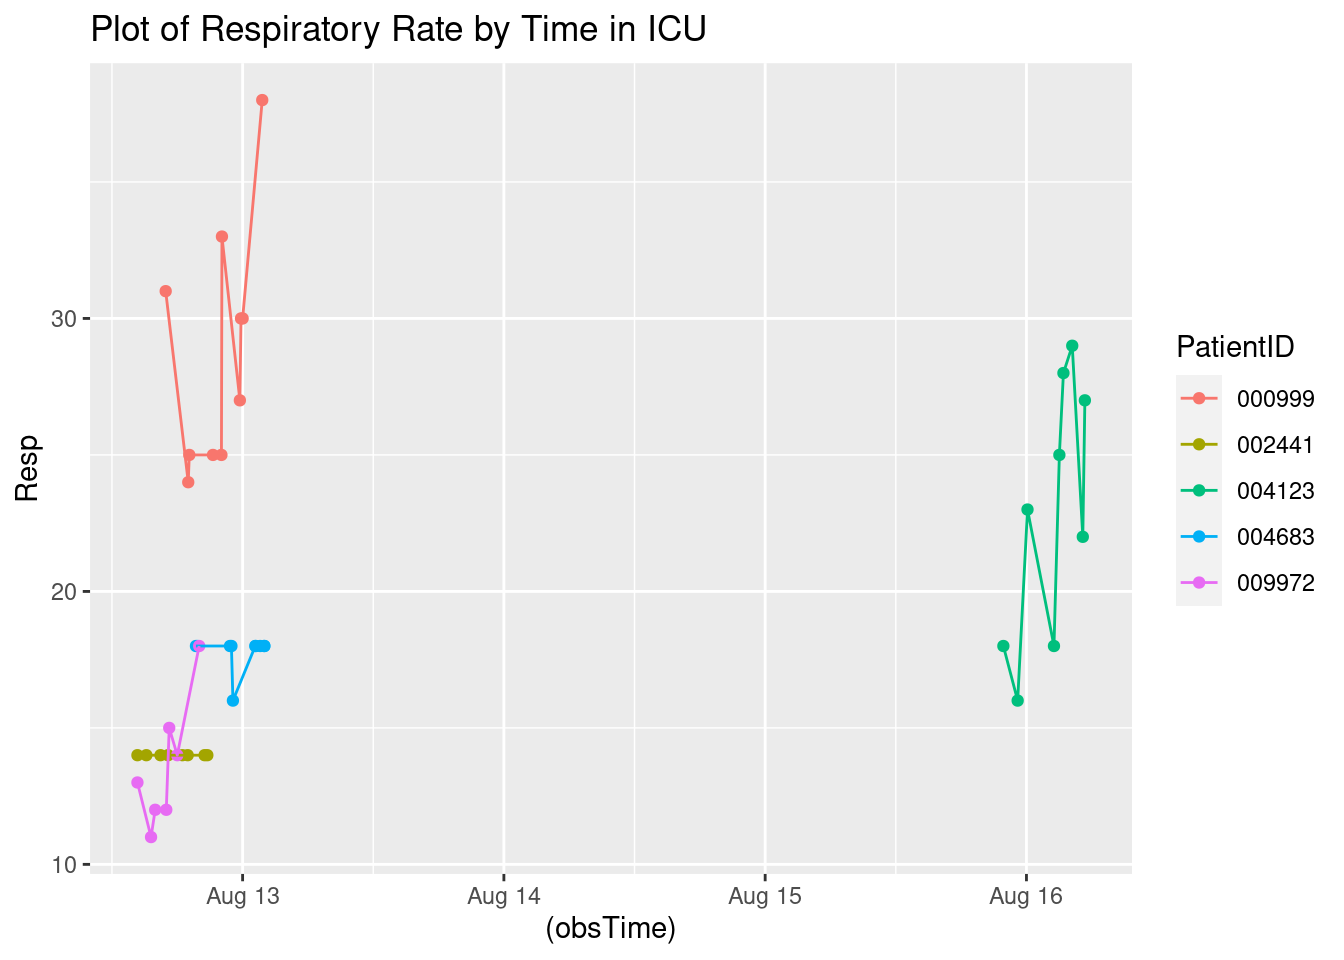 Plot of Respiratory Rate by Time in ICU
Resp
30
20
10
Aug 13 Aug 14 Aug 15 Aug 16
(obsTime)
PatientID
000999
002441
004123
004683
009972